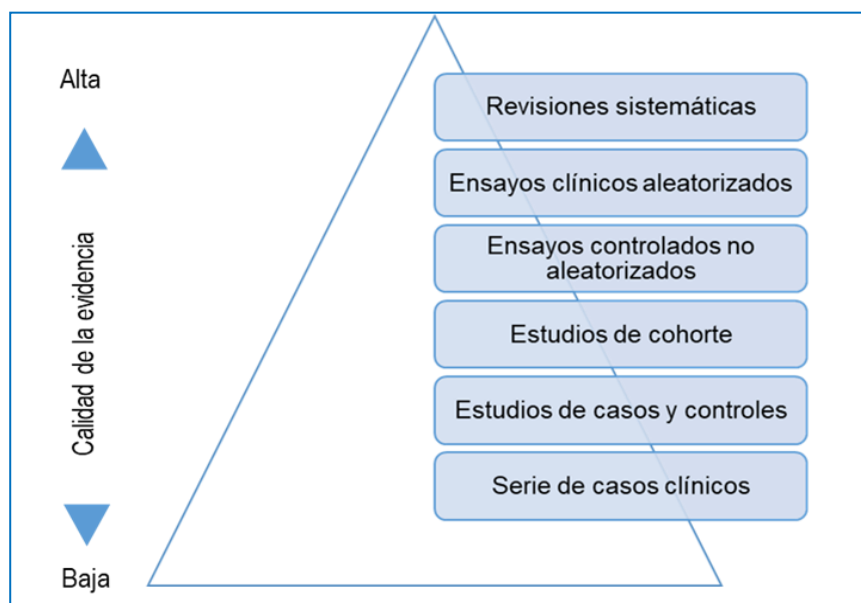 Alta
Calidad de la evidencia
Baja
Revisiones sistemáticas
Ensayos clínicos aleatorizados
Ensayos controlados no
aleatorizados
Estudios de cohorte
Estudios de casos y controles
Serie de casos clínicos